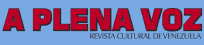 A PLENA VOZ
REVISTA CULTURAL DE VENEZUELA